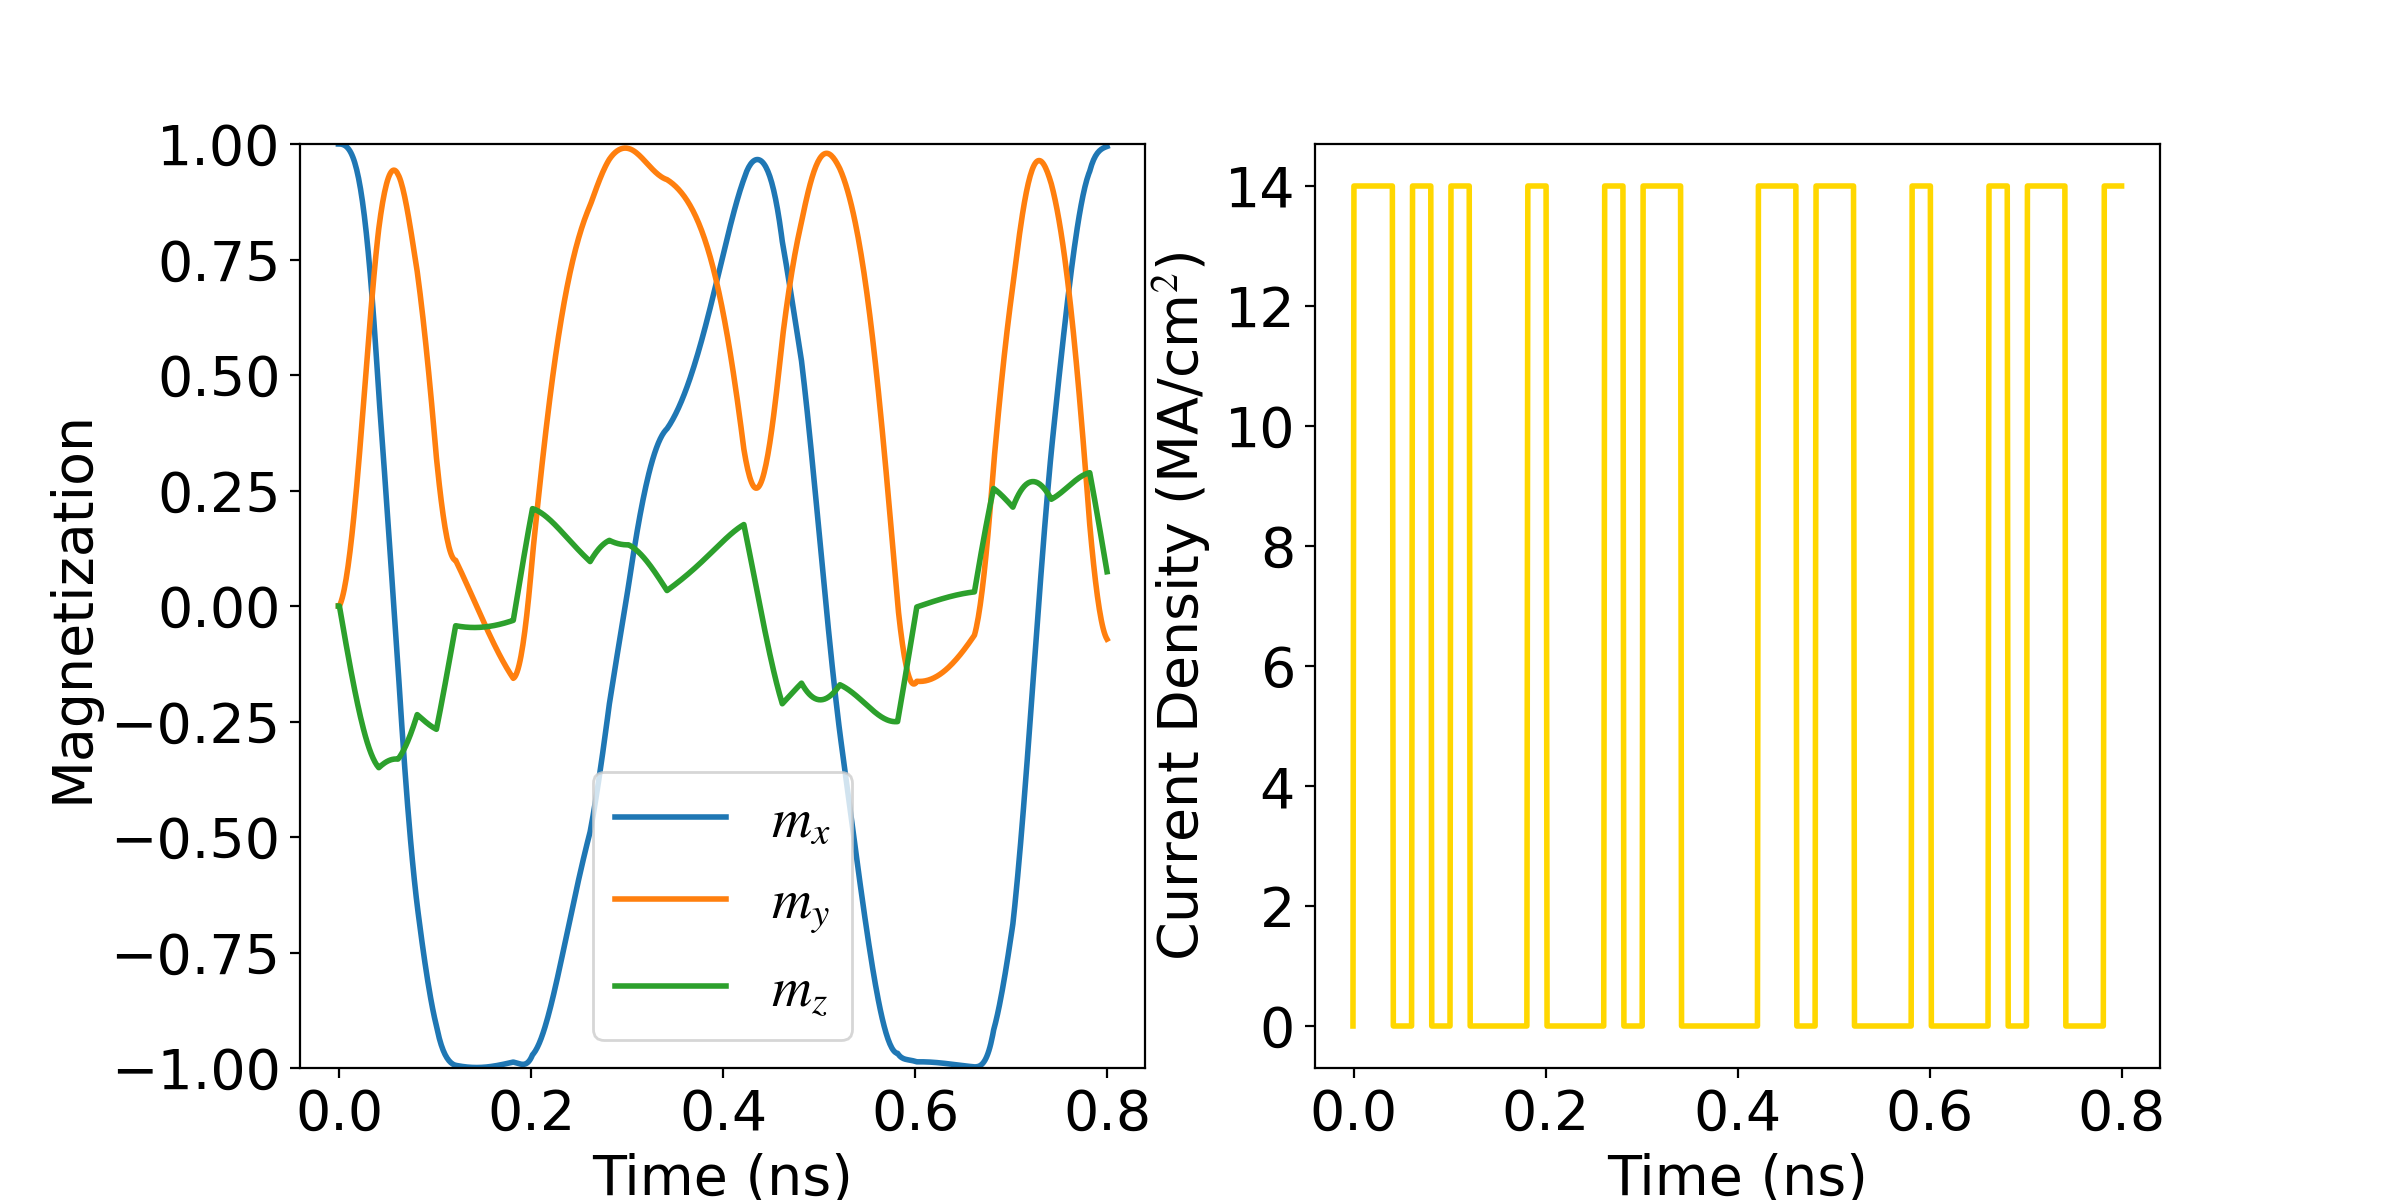 Magnetization
1.00
0.75
0.50
0.25
0.00
−0.25
−0.50
−0.75
−1.00
0.0 0.2 0.4 0.6 0.8
Time (ns)
mₓ
m_y
m_z
Current Density (MA/cm²)
14
12
10
8
6
4
2
0
0.0 0.2 0.4 0.6 0.8
Time (ns)